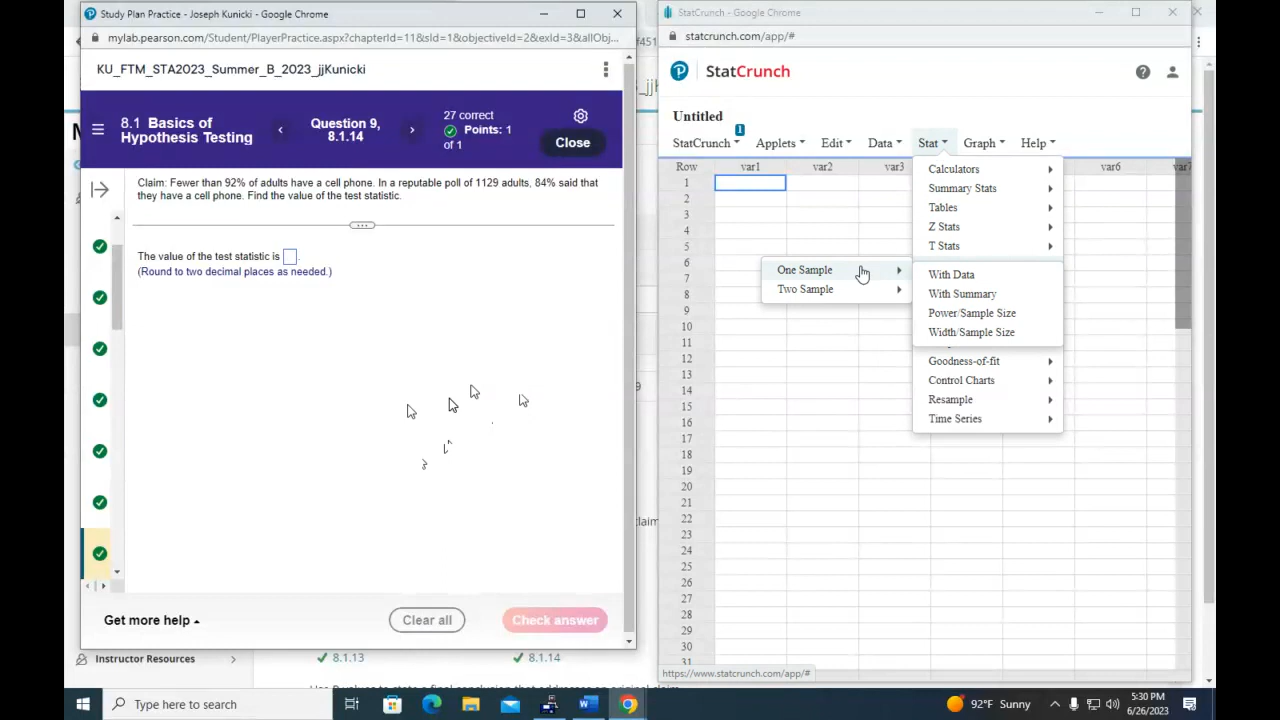 Study Plan Practice - Joseph Kunicki - Google Chrome
mylab.pearson.com/Student/PlayerPractice.aspx?chapterId=11&sId=1&objectiveId=2&exId=3&allObj...
KU_FTM_STA2023_Summer_B_2023_jjKunicki
8.1 Basics of
Hypothesis Testing
Question 9,
8.1.14
27 correct
Points: 1
of 1
Close
Claim: Fewer than 92% of adults have a cell phone. In a reputable poll of 1129 adults, 84% said that
they have a cell phone. Find the value of the test statistic.
The value of the test statistic is
(Round to two decimal places as needed.)
Get more help
Clear all
Check answer
Instructor Resources
8.1.13
8.1.14
StatCrunch - Google Chrome
statcrunch.com/app/#
StatCrunch
Untitled
1
StatCrunch Applets Edit Data Stat Graph Help
Row var1 var2 var3 var6 var7
1
2
3
4
5
6
7
8
9
10
11
12
13
14
15
16
17
18
19
20
21
22
23
24
25
26
27
28
29
30
31
Calculators
Summary Stats
Tables
Z Stats
T Stats
One Sample
Two Sample
With Data
With Summary
Power/Sample Size
Width/Sample Size
Goodness-of-fit
Control Charts
Resample
Time Series
https://www.statcrunch.com/app/#
Type here to search
92°F Sunny
5:30 PM
6/26/2023